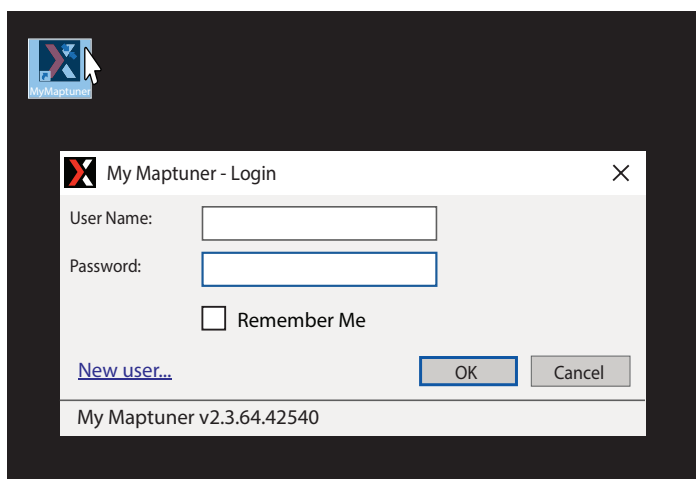 MyMaptuner
My Maptuner - Login
User Name:
Password:
Remember Me
New user...
OK
Cancel
My Maptuner v2.3.64.42540